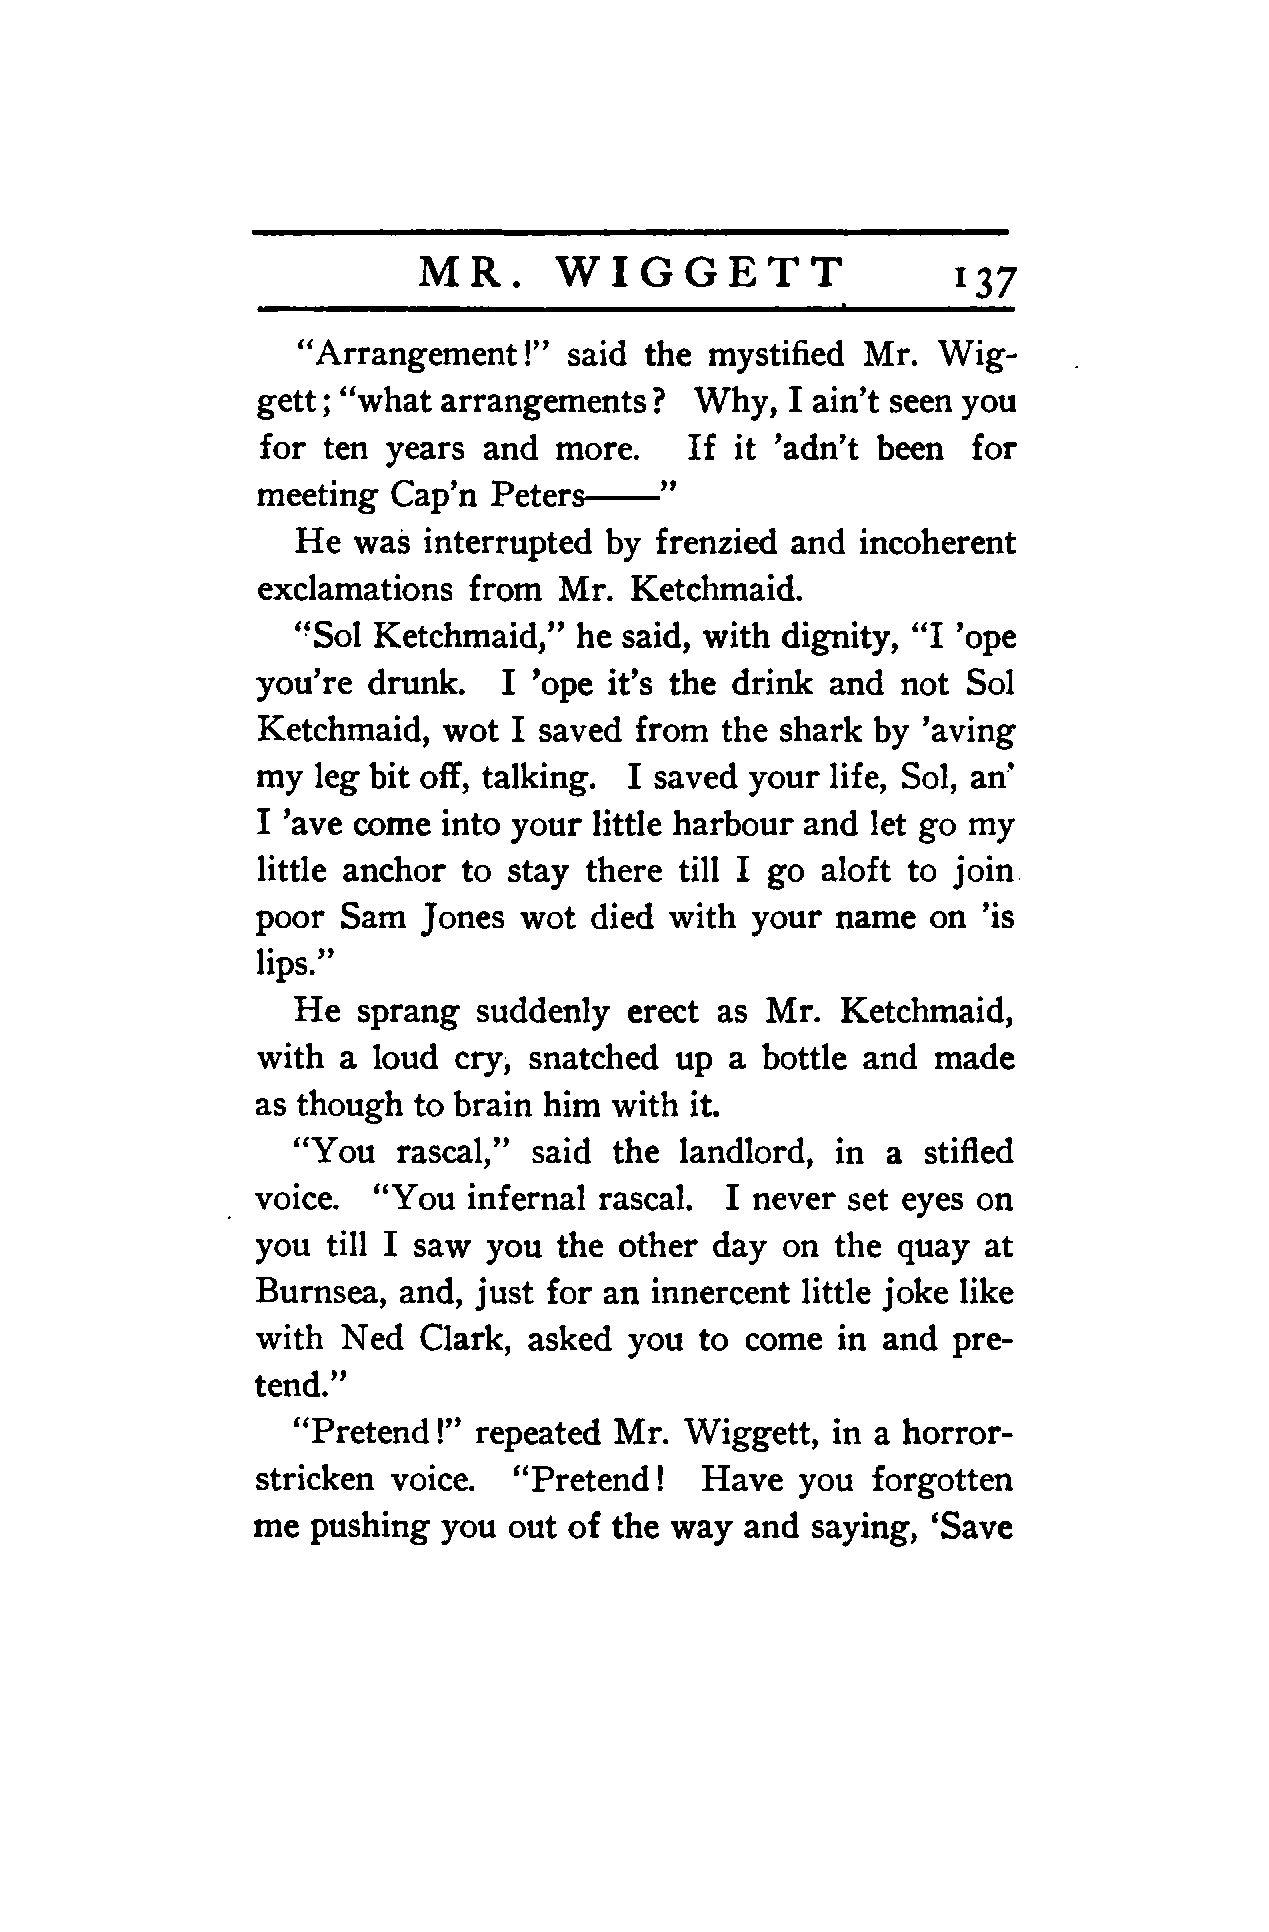 MR. WIGGETT 137
"Arrangement!" said the mystified Mr. Wig-
gett; "what arrangements? Why, I ain't seen you
for ten years and more. If it 'adn't been for
meeting Cap'n Peters——"
He was interrupted by frenzied and incoherent
exclamations from Mr. Ketchmaid.
"Sol Ketchmaid," he said, with dignity, "I 'ope
you're drunk. I 'ope it's the drink and not Sol
Ketchmaid, wot I saved from the shark by 'aving
my leg bit off, talking. I saved your life, Sol, an'
I 'ave come into your little harbour and let go my
little anchor to stay there till I go aloft to join
poor Sam Jones wot died with your name on 'is
lips."
He sprang suddenly erect as Mr. Ketchmaid,
with a loud cry, snatched up a bottle and made
as though to brain him with it.
"You rascal," said the landlord, in a stifled
voice. "You infernal rascal. I never set eyes on
you till I saw you the other day on the quay at
Burnsea, and, just for an innercent little joke like
with Ned Clark, asked you to come in and pre-
tend."
"Pretend!" repeated Mr. Wiggett, in a horror-
stricken voice. "Pretend! Have you forgotten
me pushing you out of the way and saying, 'Save